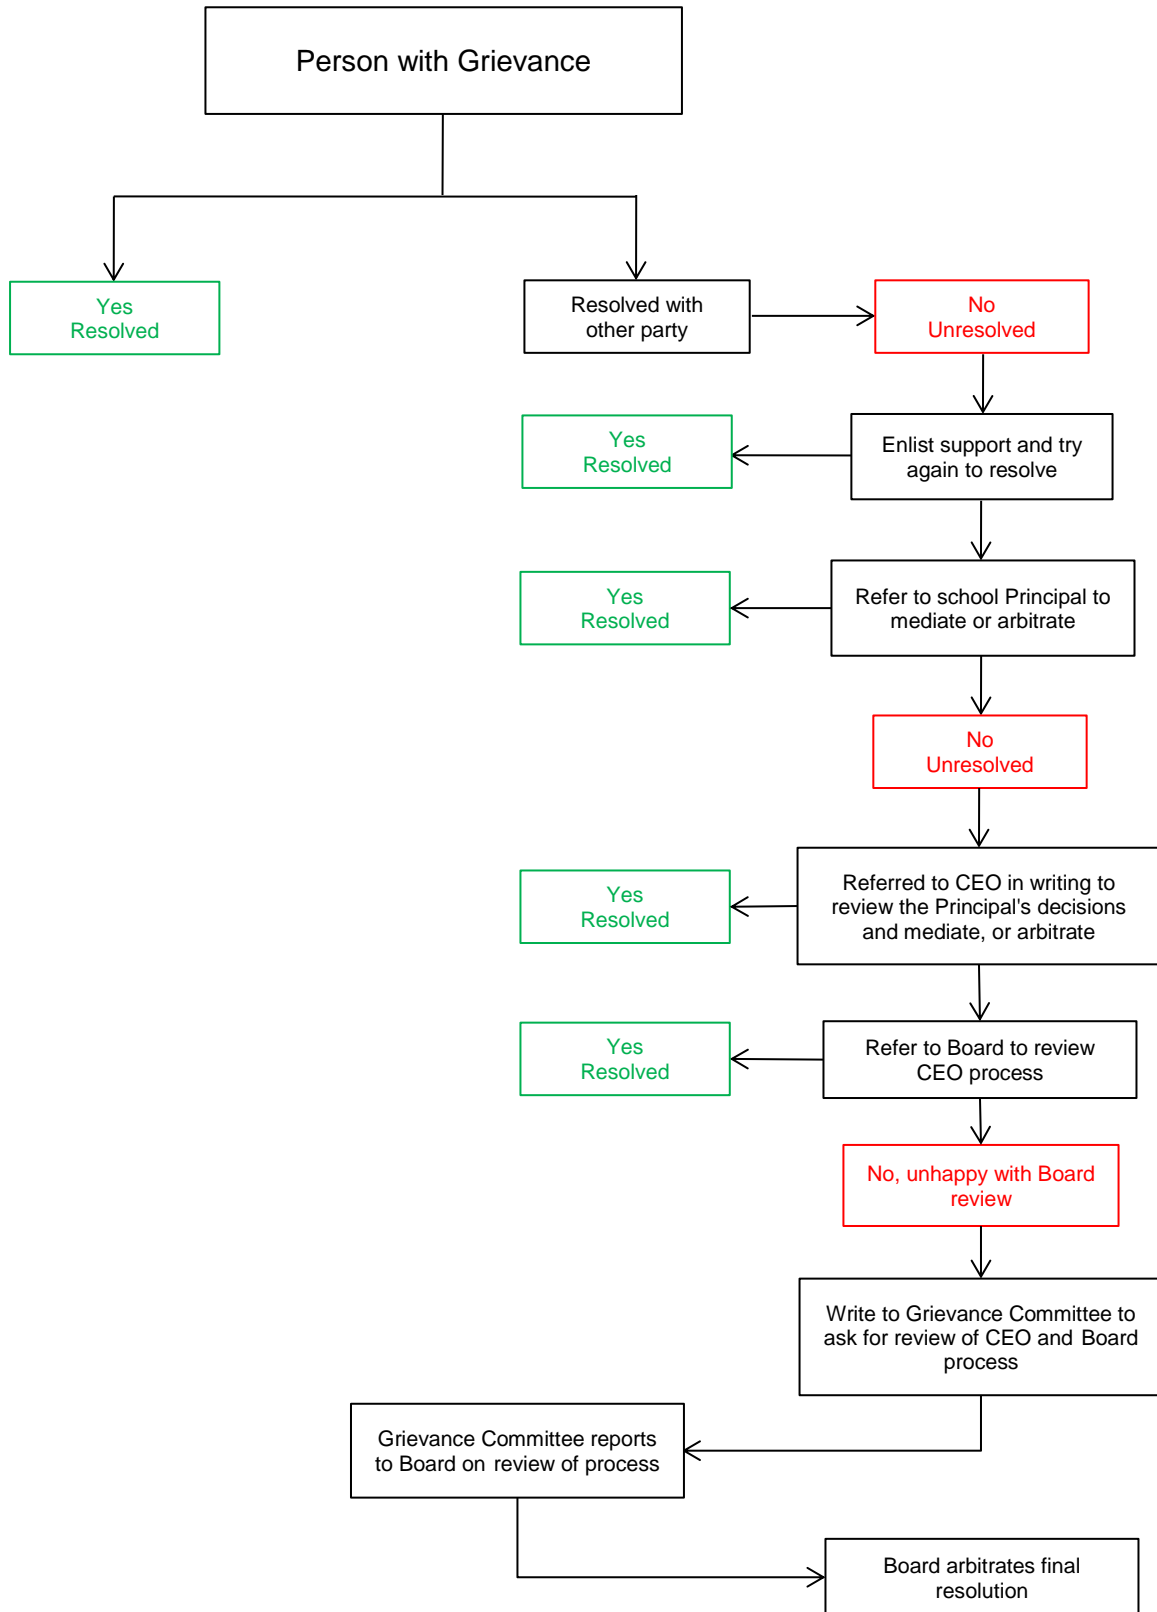 Person with Grievance
Yes
Resolved
Resolved with
other party
No
Unresolved
Yes
Resolved
Enlist support and try
again to resolve
Yes
Resolved
Refer to school Principal to
mediate or arbitrate
No
Unresolved
Yes
Resolved
Referred to CEO in writing to
review the Principal's decisions
and mediate, or arbitrate
Yes
Resolved
Refer to Board to review
CEO process
No, unhappy with Board
review
Write to Grievance Committee to
ask for review of CEO and Board
process
Grievance Committee reports
to Board on review of process
Board arbitrates final
resolution